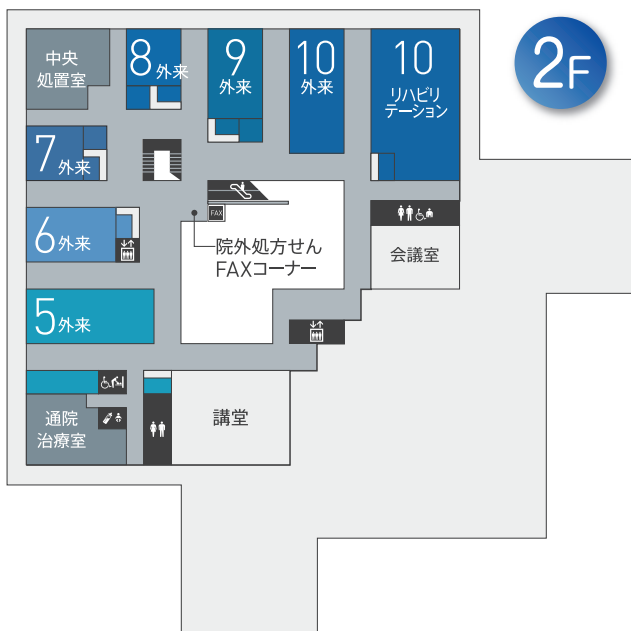 2F
中央
処置室
8 外来
9
外来
10
外来
10
リハビリ
テーション
7 外来
6 外来
FAX
院外処方せん
FAXコーナー
会議室
5 外来
通院
治療室
講堂